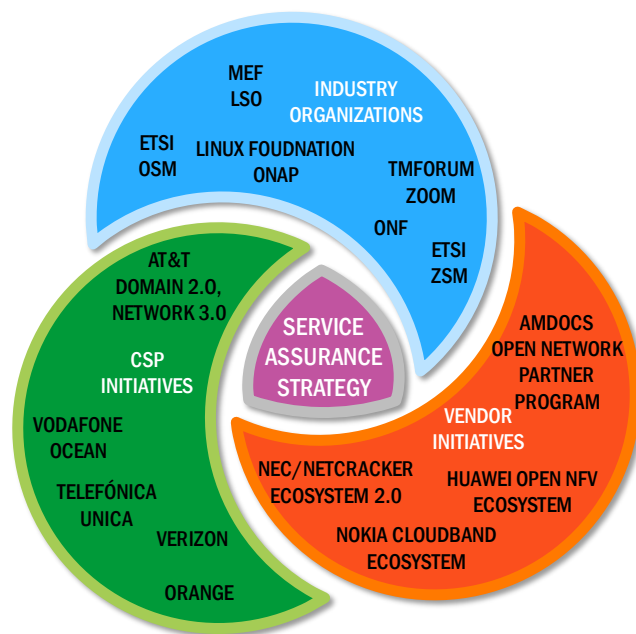 MEF
LSO
INDUSTRY
ORGANIZATIONS
ETSI
OSM
LINUX FOUDNATION
ONAP
TMFORUM
ZOOM
ONF
ETSI
ZSM
AT&T
DOMAIN 2.0,
NETWORK 3.0
CSP
INITIATIVES
VODAFONE
OCEAN
TELEFÓNICA
UNICA
VERIZON
ORANGE
SERVICE
ASSURANCE
STRATEGY
AMDOCS
OPEN NETWORK
PARTNER
PROGRAM
VENDOR
INITIATIVES
NEC/NETCRACKER
ECOSYSTEM 2.0
HUAWEI OPEN NFV
ECOSYSTEM
NOKIA CLOUDBAND
ECOSYSTEM